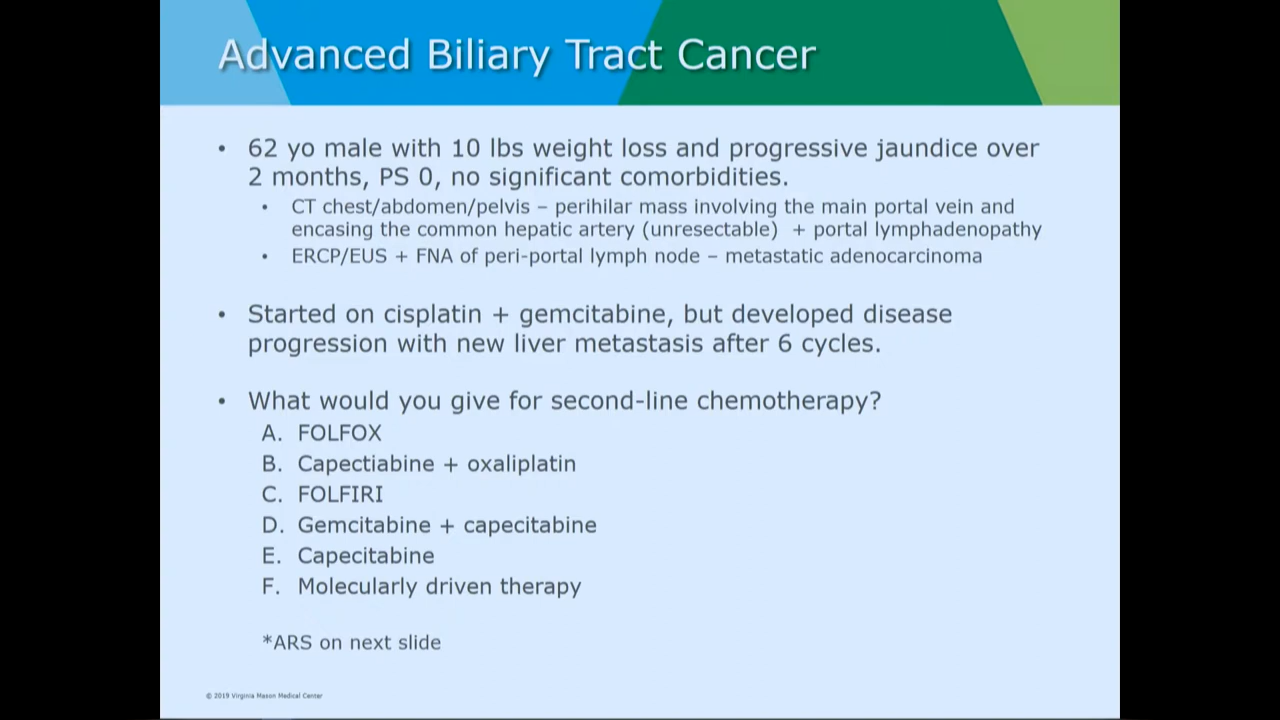 Advanced Biliary Tract Cancer
• 62 yo male with 10 lbs weight loss and progressive jaundice over
2 months, PS 0, no significant comorbidities.
• CT chest/abdomen/pelvis – perihilar mass involving the main portal vein and
encasing the common hepatic artery (unresectable) + portal lymphadenopathy
• ERCP/EUS + FNA of peri-portal lymph node – metastatic adenocarcinoma
• Started on cisplatin + gemcitabine, but developed disease
progression with new liver metastasis after 6 cycles.
• What would you give for second-line chemotherapy?
A. FOLFOX
B. Capectiabine + oxaliplatin
C. FOLFIRI
D. Gemcitabine + capecitabine
E. Capecitabine
F. Molecularly driven therapy
*ARS on next slide
© 2019 Virginia Mason Medical Center